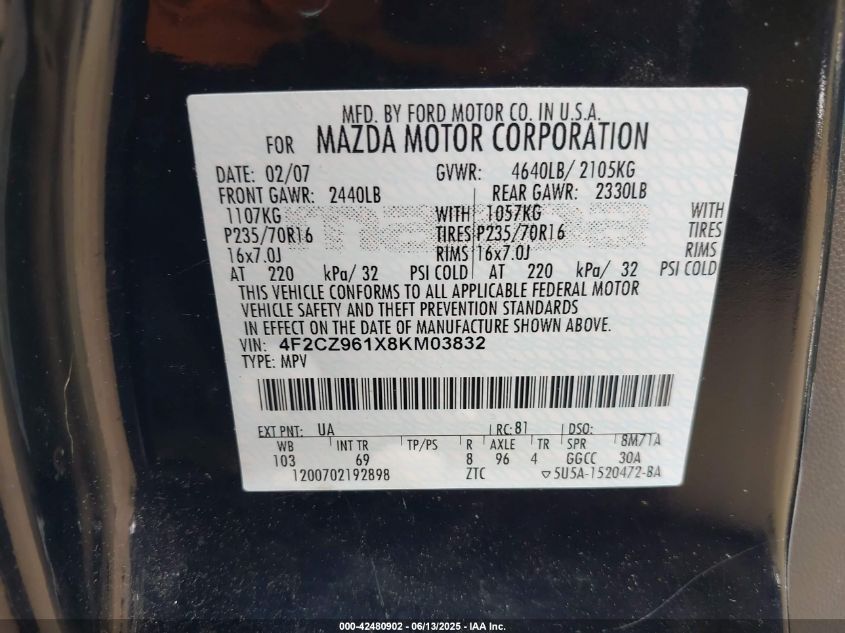 MFD. BY FORD MOTOR CO. IN U.S.A.
FOR MAZDA MOTOR CORPORATION
DATE: 02/07 GVWR: 4640LB/ 2105KG
FRONT GAWR: 2440LB REAR GAWR: 2330LB
1107KG WITH 1057KG WITH
P235/70R16 TIRES P235/70R16 TIRES
16x7.0J RIMS 16x7.0J RIMS
AT 220 kPa/ 32 PSI COLD AT 220 kPa/ 32 PSI COLD
THIS VEHICLE CONFORMS TO ALL APPLICABLE FEDERAL MOTOR
VEHICLE SAFETY AND THEFT PREVENTION STANDARDS
IN EFFECT ON THE DATE OF MANUFACTURE SHOWN ABOVE.
VIN: 4F2CZ961X8KM03832
TYPE: MPV
EXT PNT: UA RC: 81 DSO:
WB INT TR TP/PS R AXLE TR SPR BM/TA
103 69 8 96 4 GGCC 30A
1200702192898 ZTC ▽5U5A-1520472-BA
000-42480902 - 06/13/2025 - IAA Inc.